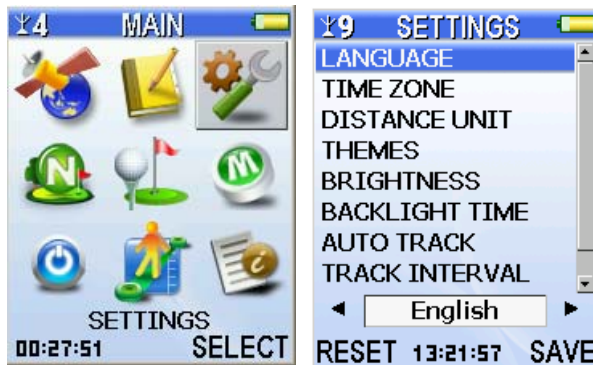 4 MAIN
N
M
i
SETTINGS
00:27:51 SELECT
9 SETTINGS
LANGUAGE
TIME ZONE
DISTANCE UNIT
THEMES
BRIGHTNESS
BACKLIGHT TIME
AUTO TRACK
TRACK INTERVAL
English
RESET 13:21:57 SAVE